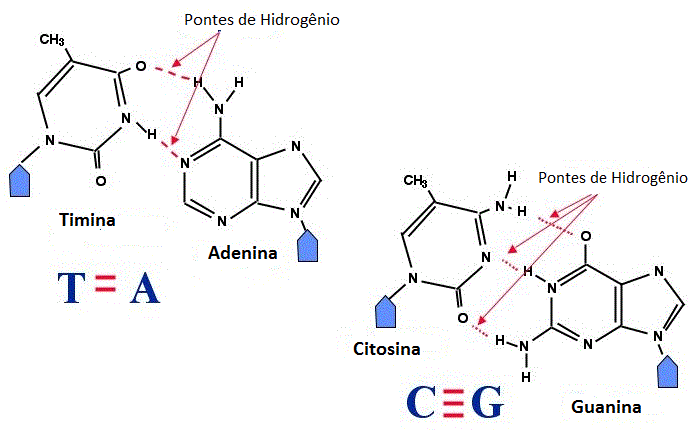 Pontes de Hidrogênio
CH₃
O
H H
N
N H
N
N
N
O
N
N
N
Timina
Adenina
T = A
Pontes de Hidrogênio
CH₃
H
N H
O
N
H N
N
N
O
H N
H
N
N
Citosina
C ≡ G
Guanina